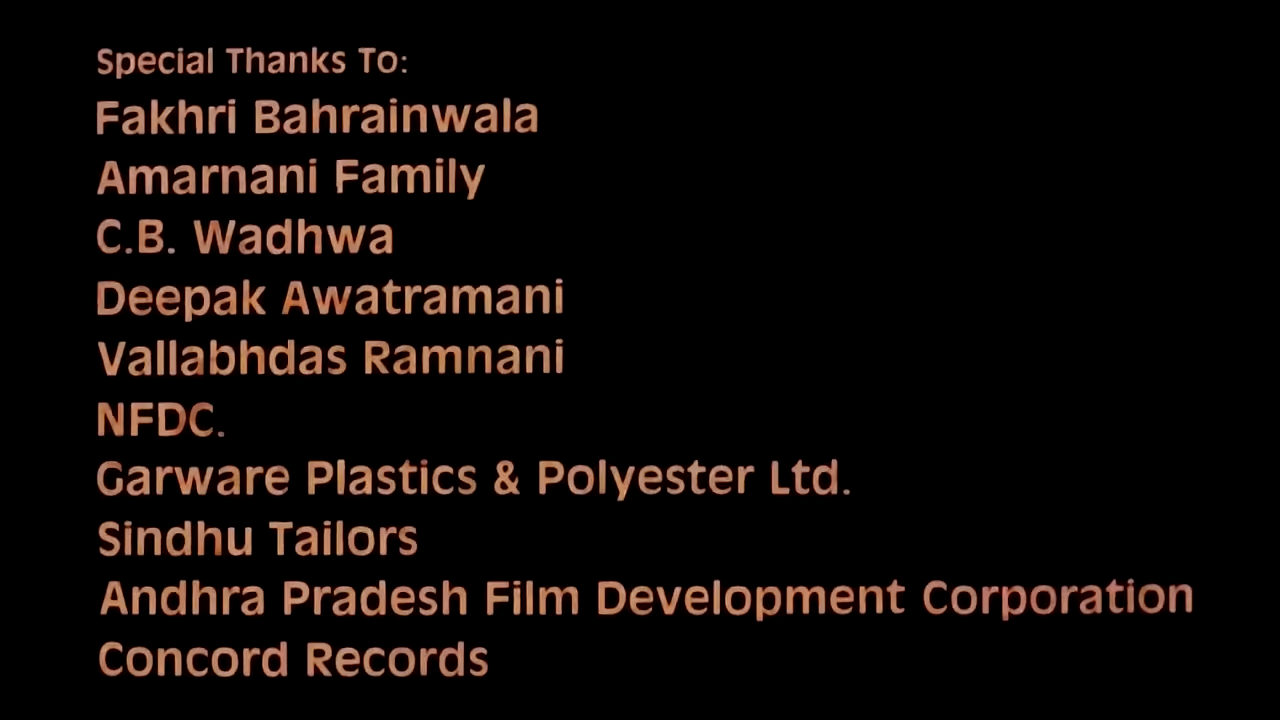 Special Thanks To:
Fakhri Bahrainwala
Amarnani Family
C.B. Wadhwa
Deepak Awatramani
Vallabhdas Ramnani
NFDC.
Garware Plastics & Polyester Ltd.
Sindhu Tailors
Andhra Pradesh Film Development Corporation
Concord Records